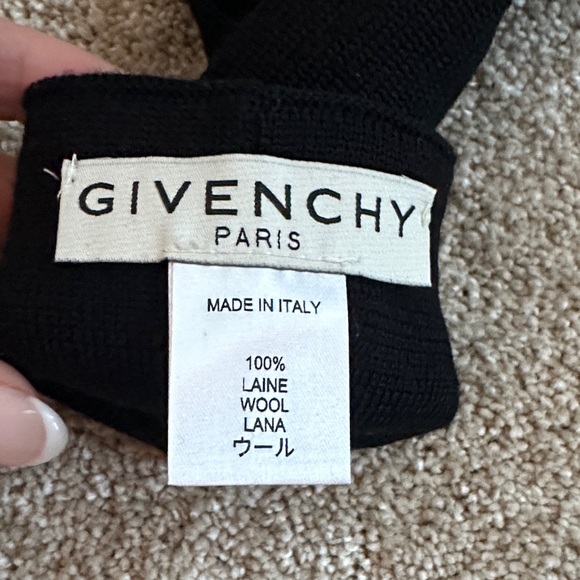 GIVENCHY
PARIS
MADE IN ITALY
100%
LAINE
WOOL
LANA
ウール